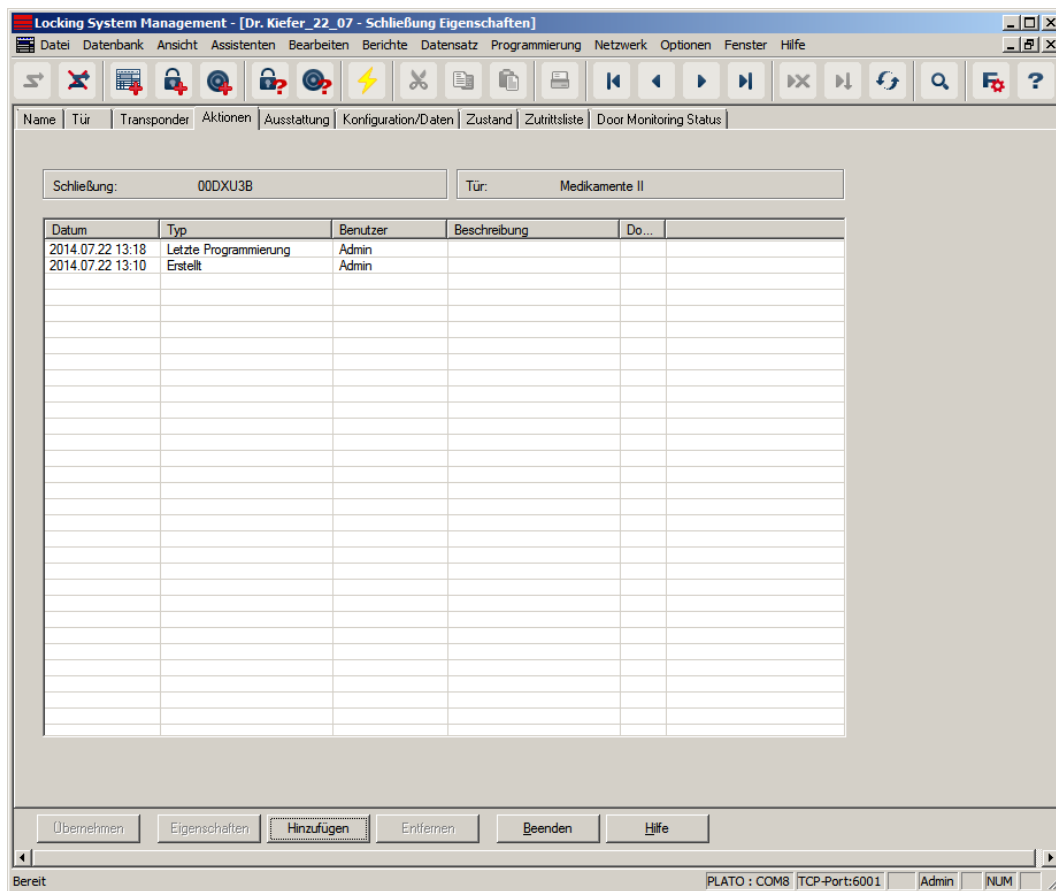 Locking System Management - [Dr. Kiefer_22_07 - Schließung Eigenschaften]
Datei Datenbank Ansicht Assistenten Bearbeiten Berichte Datensatz Programmierung Netzwerk Optionen Fenster Hilfe
Name Tür Transponder Aktionen Ausstattung Konfiguration/Daten Zustand Zutrittsliste Door Monitoring Status
Schließung: 00DXU3B Tür: Medikamente II
Datum Typ Benutzer Beschreibung Do...
2014.07.22 13:18 Letzte Programmierung Admin
2014.07.22 13:10 Erstellt Admin
Übernehmen Eigenschaften Hinzufügen Entfernen Beenden Hilfe
Bereit PLATO : COM8 TCP-Port:6001 Admin NUM